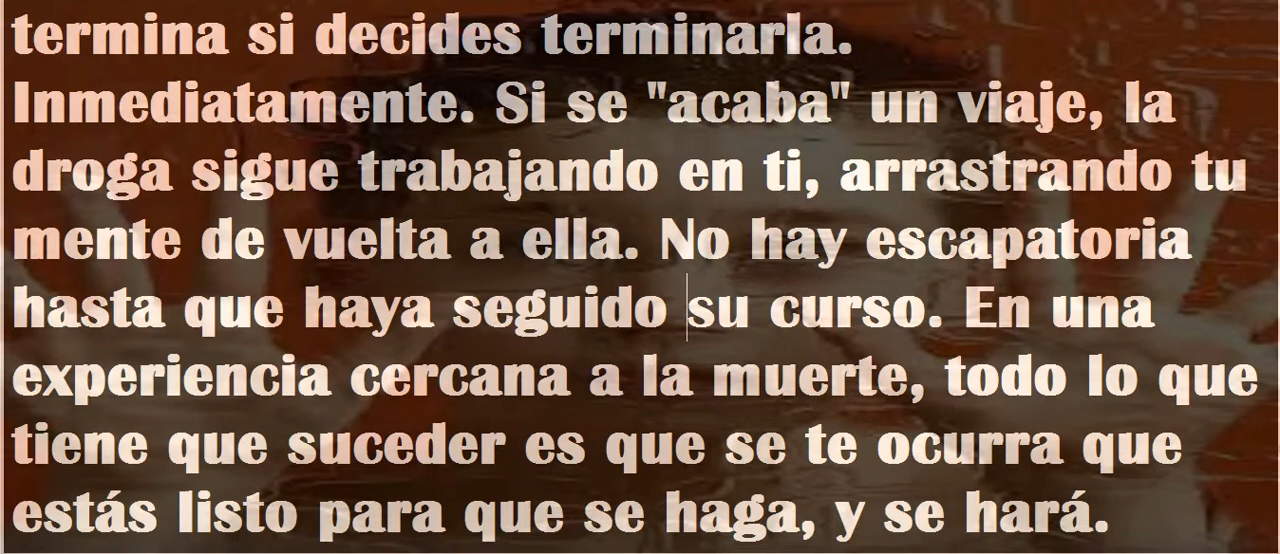 termina si decides terminarla.
Inmediatamente. Si se "acaba" un viaje, la
droga sigue trabajando en ti, arrastrando tu
mente de vuelta a ella. No hay escapatoria
hasta que haya seguido su curso. En una
experiencia cercana a la muerte, todo lo que
tiene que suceder es que se te ocurra que
estás listo para que se haga, y se hará.